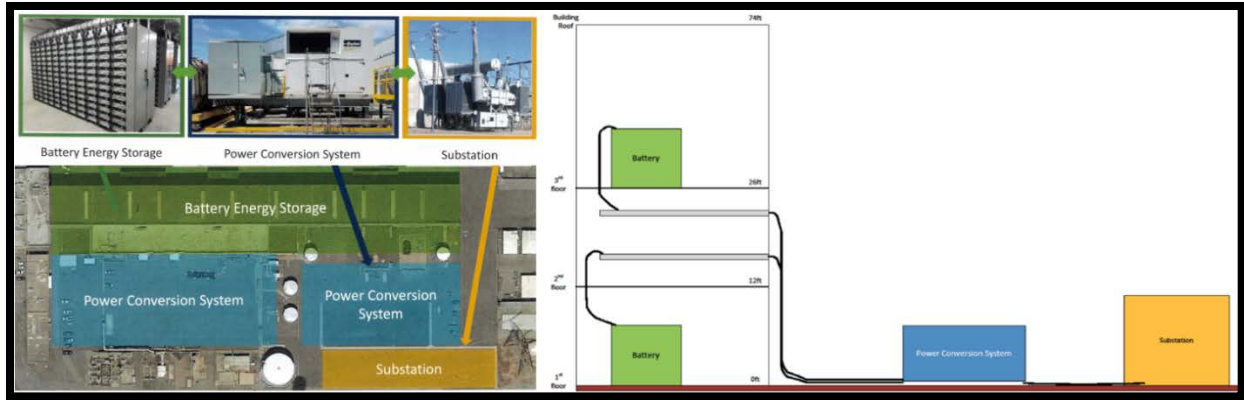 Battery Energy Storage
Power Conversion System
Substation
Battery Energy Storage
Power Conversion System
Power Conversion
System
Substation
Building
Roof
74ft
Battery
3rd
floor
26ft
2nd
floor
12ft
Battery
Power Conversion System
Substation
1st
floor
0ft